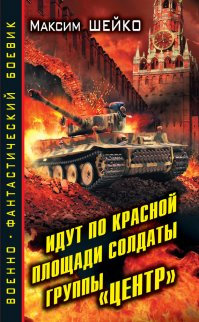 Максим ШЕЙКО
ВОЕННО-ФАНТАСТИЧЕСКИЙ БОЕВИК
ИДУТ ПО КРАСНОЙ
ПЛОЩАДИ СОЛДАТЫ
ГРУППЫ «ЦЕНТР»